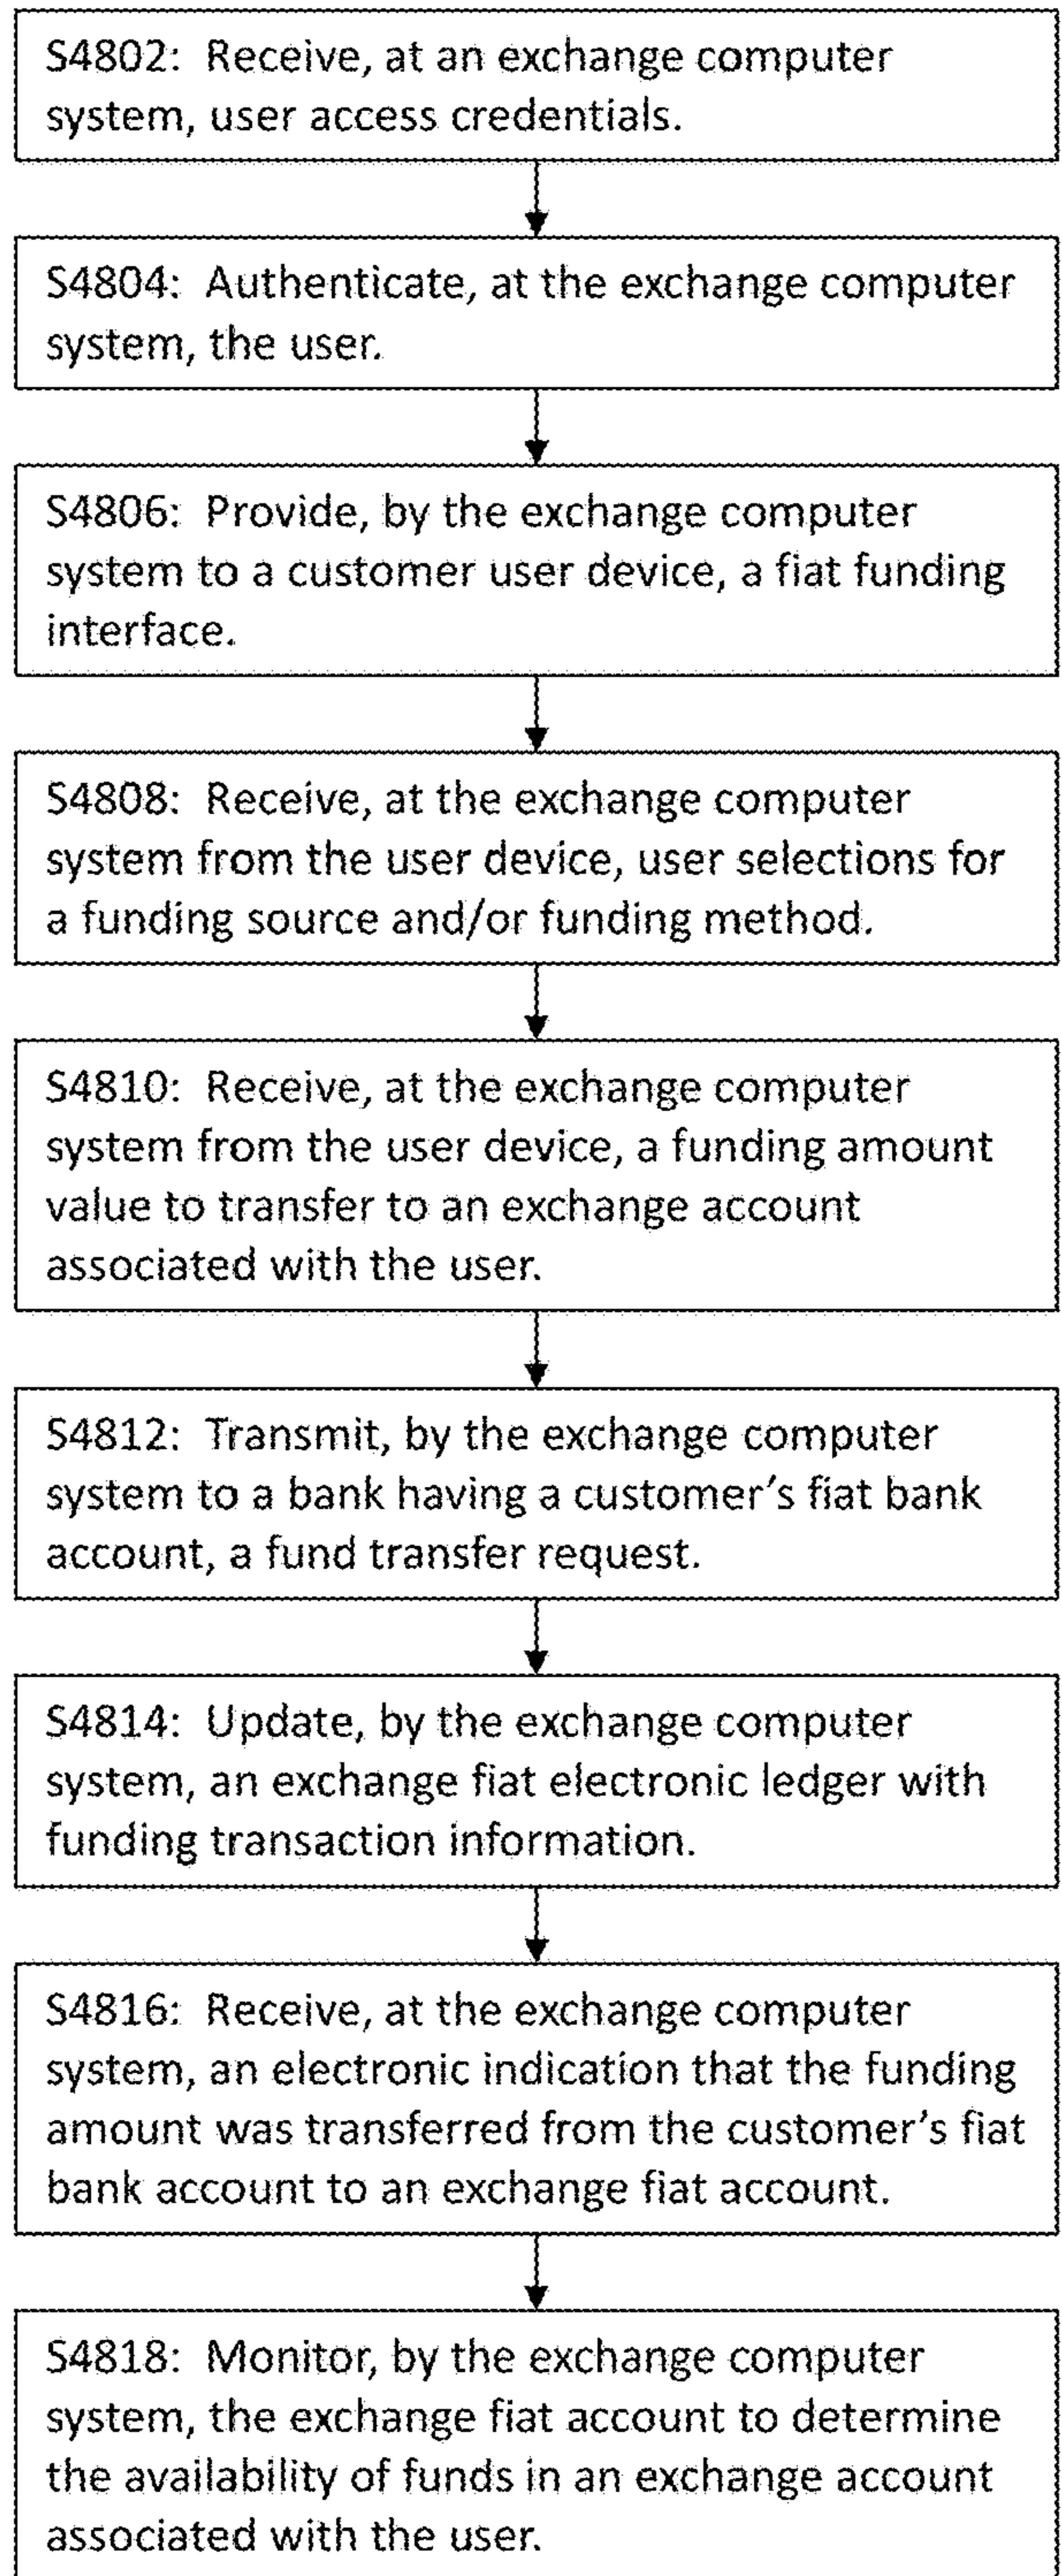 S4802: Receive, at an exchange computer
system, user access credentials.
S4804: Authenticate, at the exchange computer
system, the user.
S4806: Provide, by the exchange computer
system to a customer user device, a fiat funding
interface.
S4808: Receive, at the exchange computer
system from the user device, user selections for
a funding source and/or funding method.
S4810: Receive, at the exchange computer
system from the user device, a funding amount
value to transfer to an exchange account
associated with the user.
S4812: Transmit, by the exchange computer
system to a bank having a customer's fiat bank
account, a fund transfer request.
S4814: Update, by the exchange computer
system, an exchange fiat electronic ledger with
funding transaction information.
S4816: Receive, at the exchange computer
system, an electronic indication that the funding
amount was transferred from the customer's fiat
bank account to an exchange fiat account.
S4818: Monitor, by the exchange computer
system, the exchange fiat account to determine
the availability of funds in an exchange account
associated with the user.